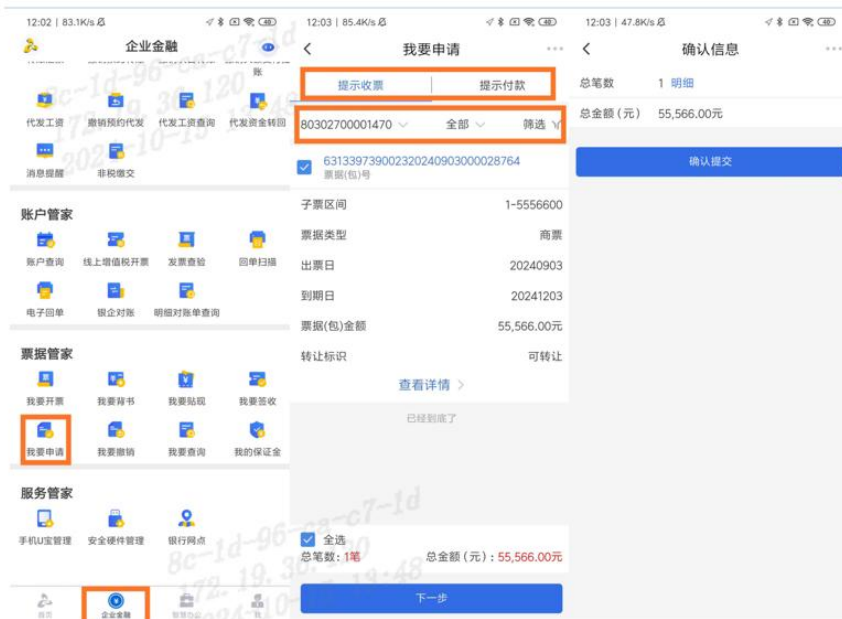 12:02 | 83.1K/s
40
企业金融
账
代发工资
撤销预约代发
代发工资查询
代发资金转回
消息提醒
非税缴交
账户管家
账户查询
线上增值税开票
发票查验
回单扫描
电子回单
银企对账
明细对账单查询
票据管家
我要开票
我要背书
我要贴现
我要签收
我要申请
我要撤销
我要查询
我的保证金
服务管家
手机U宝管理
安全硬件管理
银行网点
首页
企业金融
我
12:03 | 85.4K/s
40
我要申请
提示收票
提示付款
80302700001470
全部
筛选
631339739002320240903000028764
票据(包)号
子票区间
1-5556600
票据类型
商票
出票日
20240903
到期日
20241203
票据(包)金额
55,566.00元
转让标识
可转让
查看详情
已经到底了
全选
总笔数: 1笔
总金额 (元) : 55,566.00元
下一步
12:03 | 47.8K/s
40
确认信息
总笔数
1 明细
总金额 (元)
55,566.00元
确认提交
8c-1d-96-ca-c7-1d